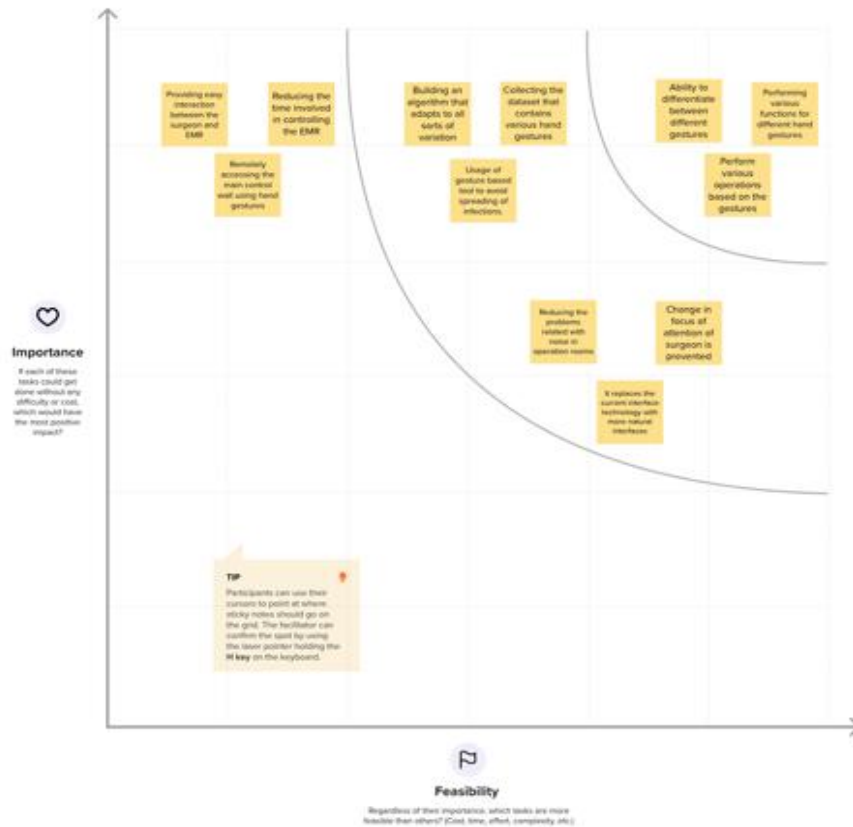 Providing easy
interaction
between the
surgeon and
EMR
Reducing the
time involved
in controlling
the EMR
Remotely
accessing the
main control
wall using hand
gestures
Building an
algorithm that
adapts to all
sorts of
variation
Collecting the
dataset that
contains
various hand
gestures
Usage of
gesture based
tool to avoid
spreading of
infections.
Ability to
differentiate
between
different
gestures
Performing
various
functions for
different hand
gestures
Perform
various
operations
based on the
gestures
Reducing the
problems
related with
noise in
operation rooms
Change in
focus of
attention of
surgeon is
prevented
It replaces the
current interface
technology with
more natural
interfaces
Importance
If each of these
tasks could get
done without any
difficulty or cost,
which would have
the most positive
impact?
TIP
Participants can use their
cursors to point at where
sticky notes should go on
the grid. The facilitator can
confirm the spot by using
the laser pointer holding the
H key on the keyboard.
Feasibility
Regardless of their importance, which tasks are more
feasible than others? (Cost, time, effort, complexity, etc.)